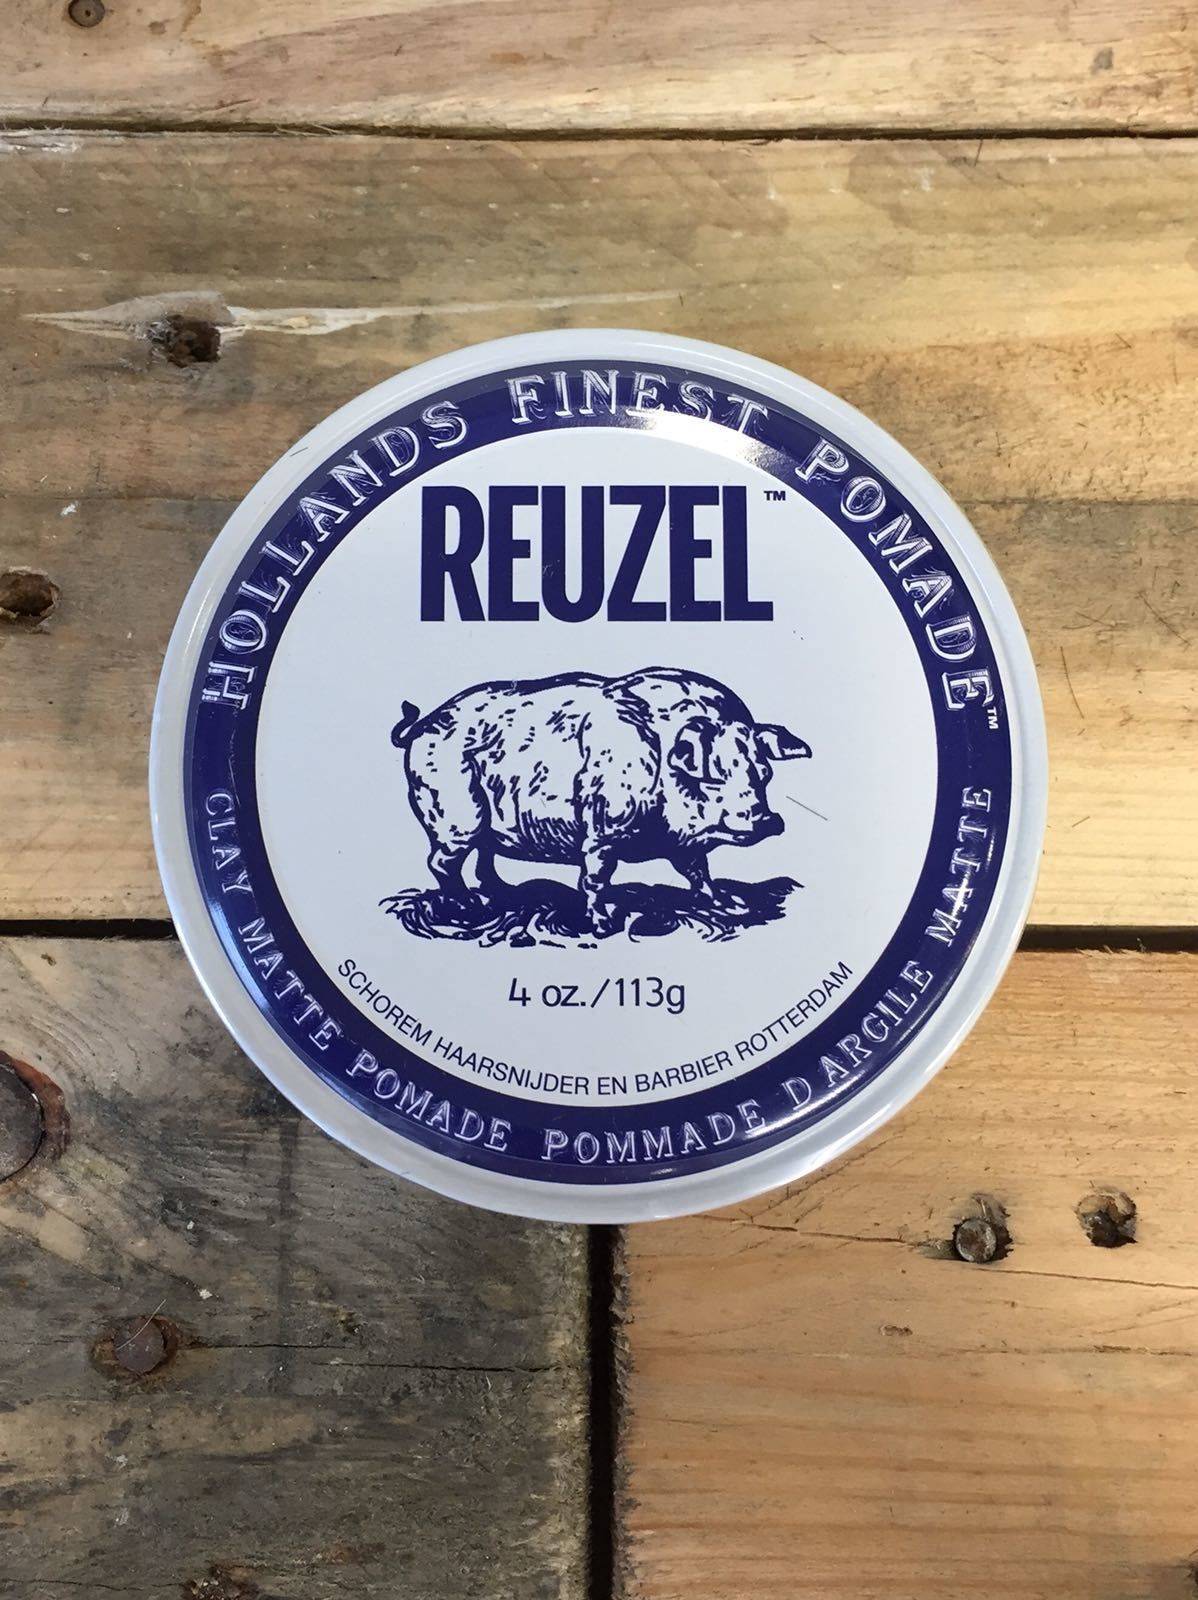 HOLLANDS FINEST POMADE™
REUZEL™
4 oz./113g
SCHOREM HAARSNIJDER EN BARBIER ROTTERDAM
CLAY MATTE POMADE POMMADE D ARGILE MATTE